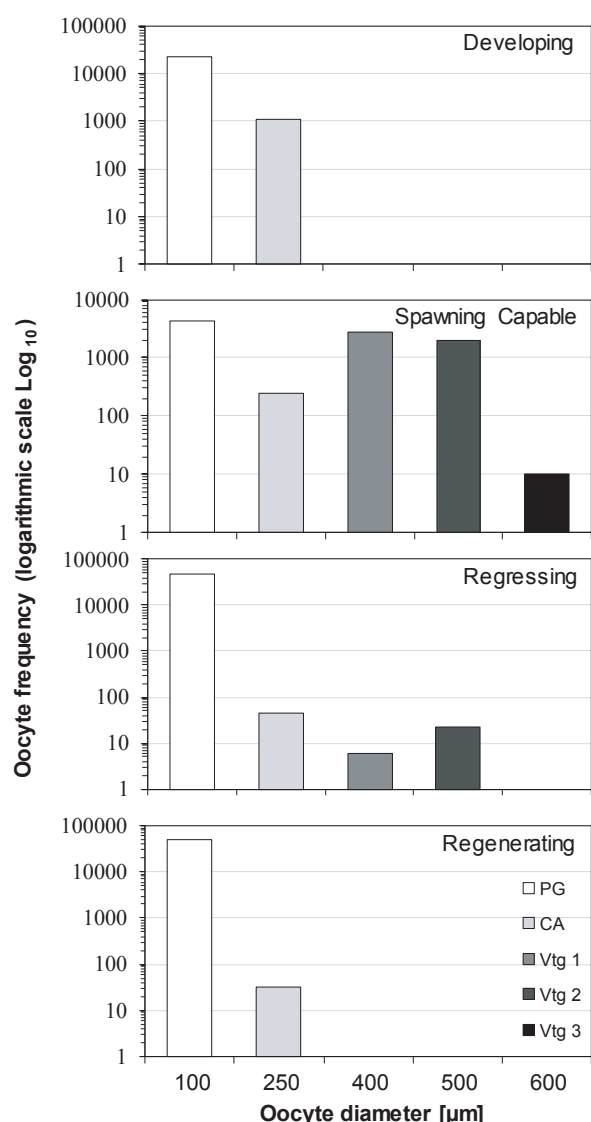 Oocyte frequency (logarithmic scale Log 10)
Developing
100000
10000
1000
100
10
1
Spawning Capable
10000
1000
100
10
1
Regressing
100000
10000
1000
100
10
1
Regenerating
100000
10000
1000
100
10
1
PG
CA
Vtg 1
Vtg 2
Vtg 3
100 250 400 500 600
Oocyte diameter [µm]